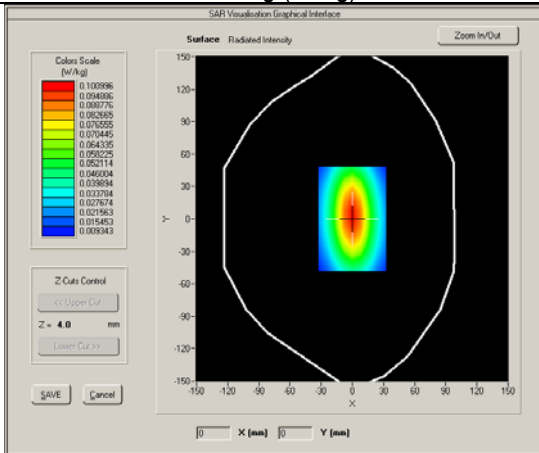 SAR Visualisation Graphical Interface
Surface Radiated Intensity
Zoom In/Out
Colors Scale
(W/kg)
0.100996
0.094886
0.088776
0.082665
0.076555
0.070445
0.064335
0.058225
0.052114
0.046004
0.039894
0.033784
0.027674
0.021563
0.015453
0.009343
150
120
90
60
30
0
-30
-60
-90
-120
-150
Y
-150 -120 -90 -60 -30 0 30 60 90 120 150
X
Z-Cuts Control
<< Upper Cut
Z = 4.0 mm
Lower Cut >>
SAVE Cancel
0 X (mm) 0 Y (mm)